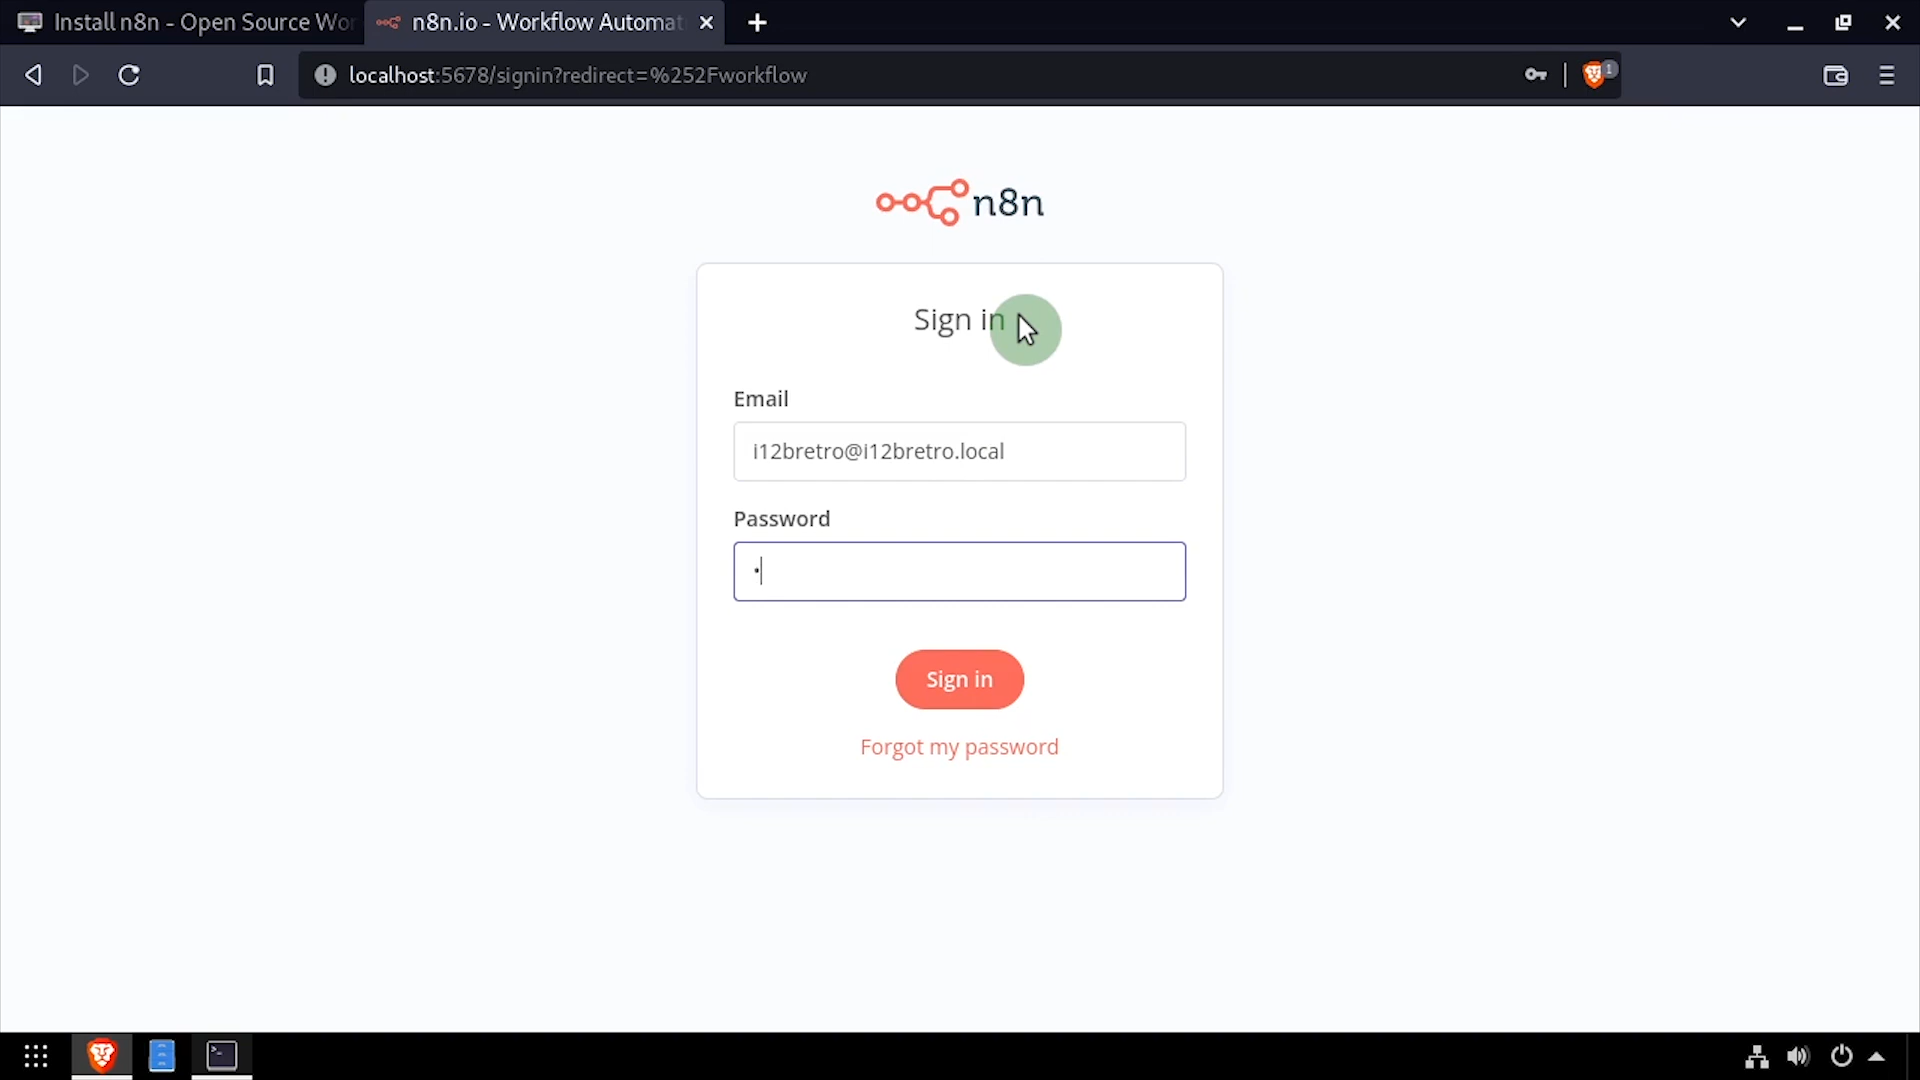 Install n8n - Open Source Wor
n8n.io - Workflow Automat
localhost:5678/signin?redirect=%252Fworkflow
1
n8n
Sign in
Email
i12bretro@i12bretro.local
Password
Sign in
Forgot my password